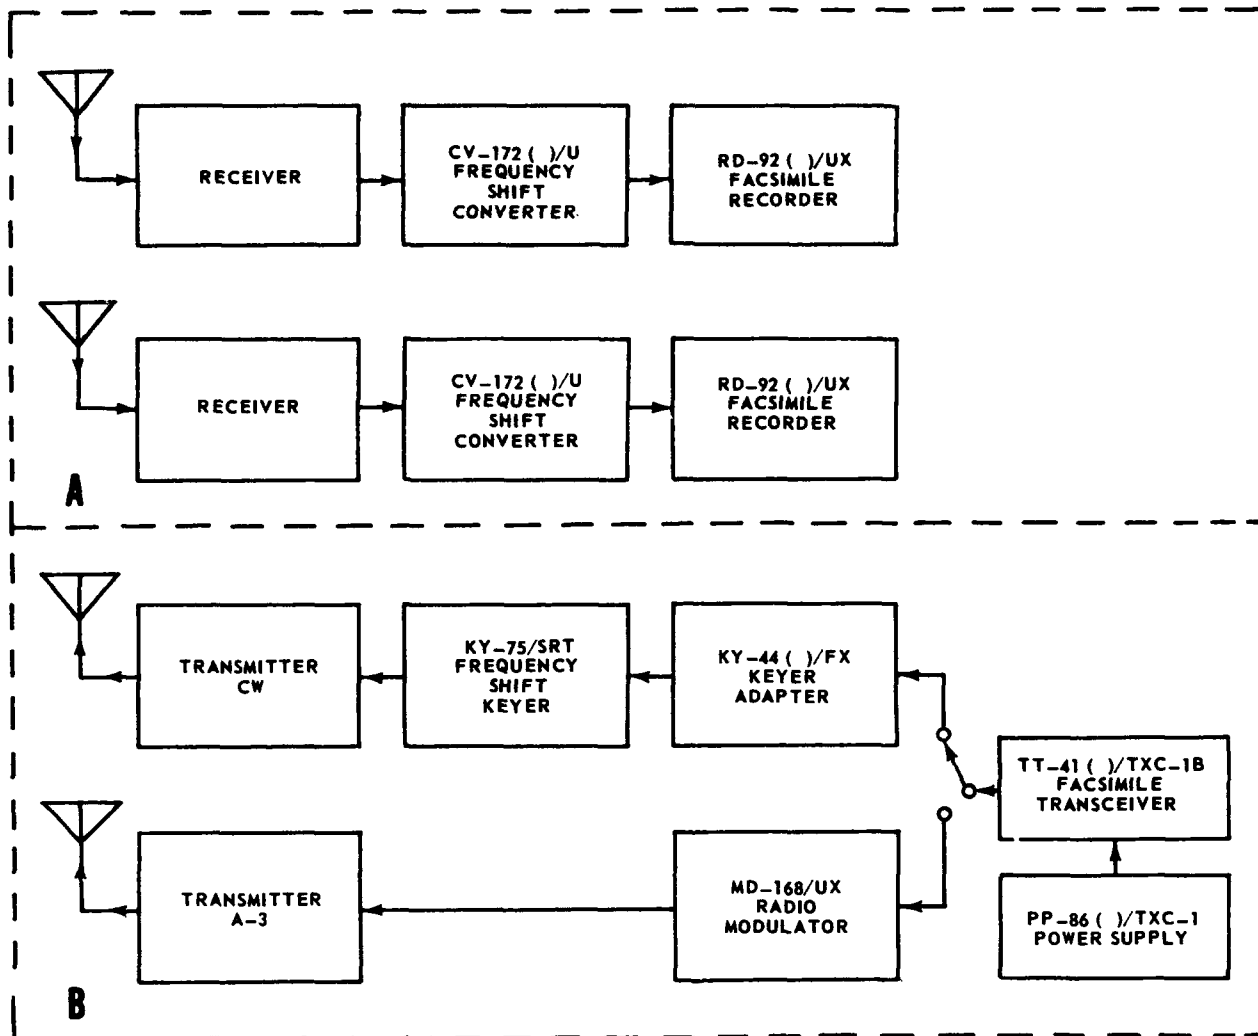 RECEIVER
CV-172 ( )/U
FREQUENCY
SHIFT
CONVERTER
RD-92 ( )/UX
FACSIMILE
RECORDER
RECEIVER
CV-172 ( )/U
FREQUENCY
SHIFT
CONVERTER
RD-92 ( )/UX
FACSIMILE
RECORDER
A
TRANSMITTER
CW
KY-75/SRT
FREQUENCY
SHIFT
KEYER
KY-44 ( )/FX
KEYER
ADAPTER
TT-41 ( )/TXC-1B
FACSIMILE
TRANSCEIVER
TRANSMITTER
A-3
MD-168/UX
RADIO
MODULATOR
PP-86 ( )/TXC-1
POWER SUPPLY
B